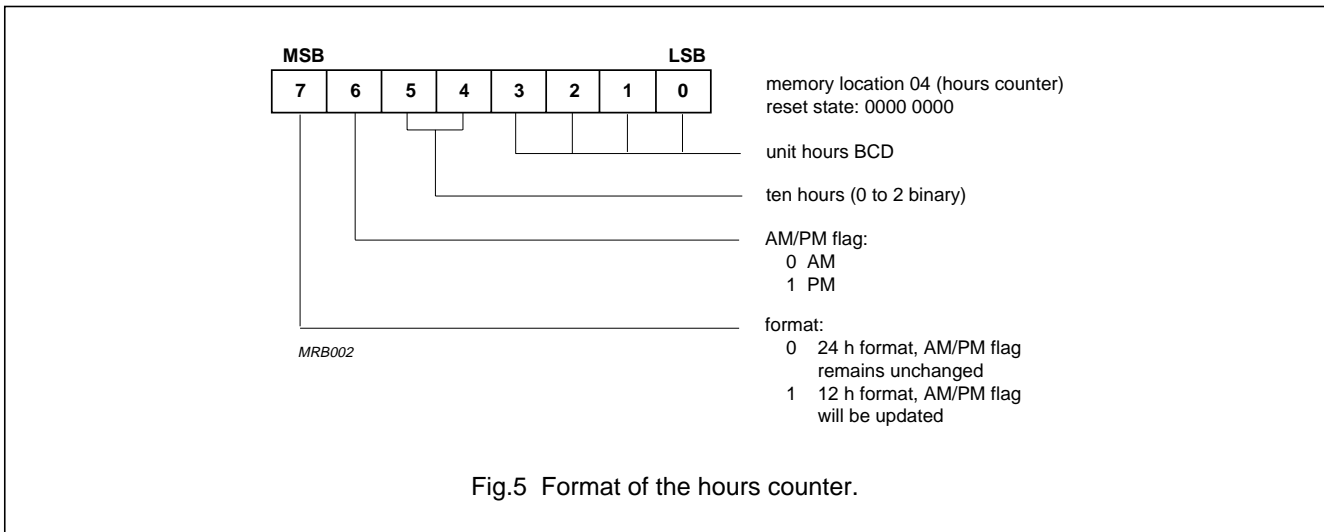 MSB LSB
7 6 5 4 3 2 1 0
memory location 04 (hours counter)
reset state: 0000 0000
unit hours BCD
ten hours (0 to 2 binary)
AM/PM flag:
0 AM
1 PM
format:
0 24 h format, AM/PM flag
remains unchanged
1 12 h format, AM/PM flag
will be updated
MRB002
Fig.5 Format of the hours counter.